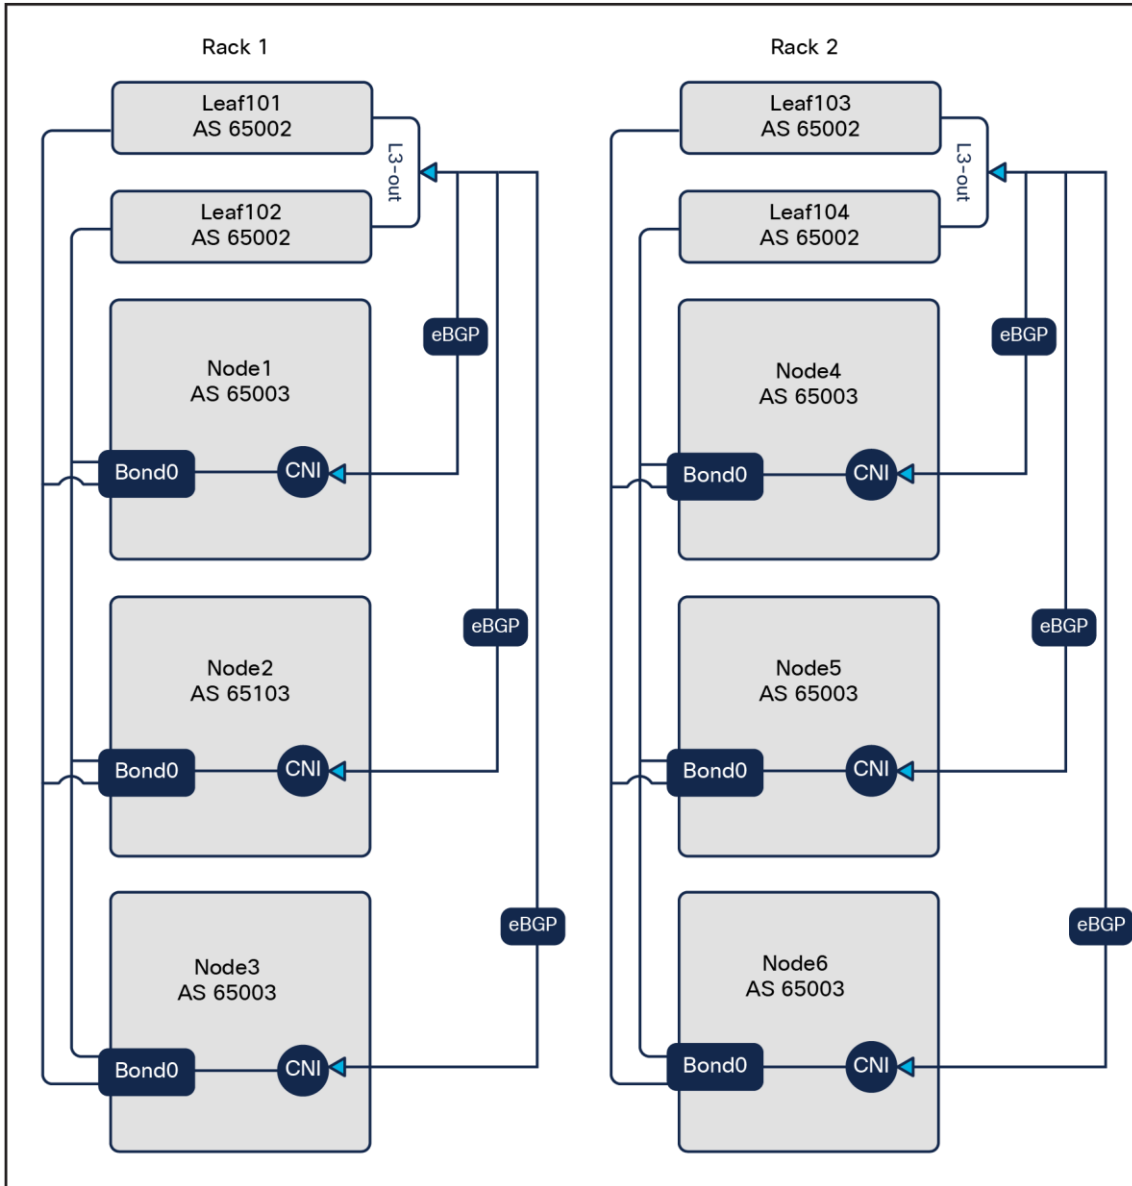 Rack 1
Leaf101
AS 65002
L3-out
Leaf102
AS 65002
eBGP
Node1
AS 65003
Bond0
CNI
eBGP
Node2
AS 65103
Bond0
CNI
eBGP
Node3
AS 65003
Bond0
CNI
Rack 2
Leaf103
AS 65002
L3-out
Leaf104
AS 65002
eBGP
Node4
AS 65003
Bond0
CNI
eBGP
Node5
AS 65003
Bond0
CNI
eBGP
Node6
AS 65003
Bond0
CNI